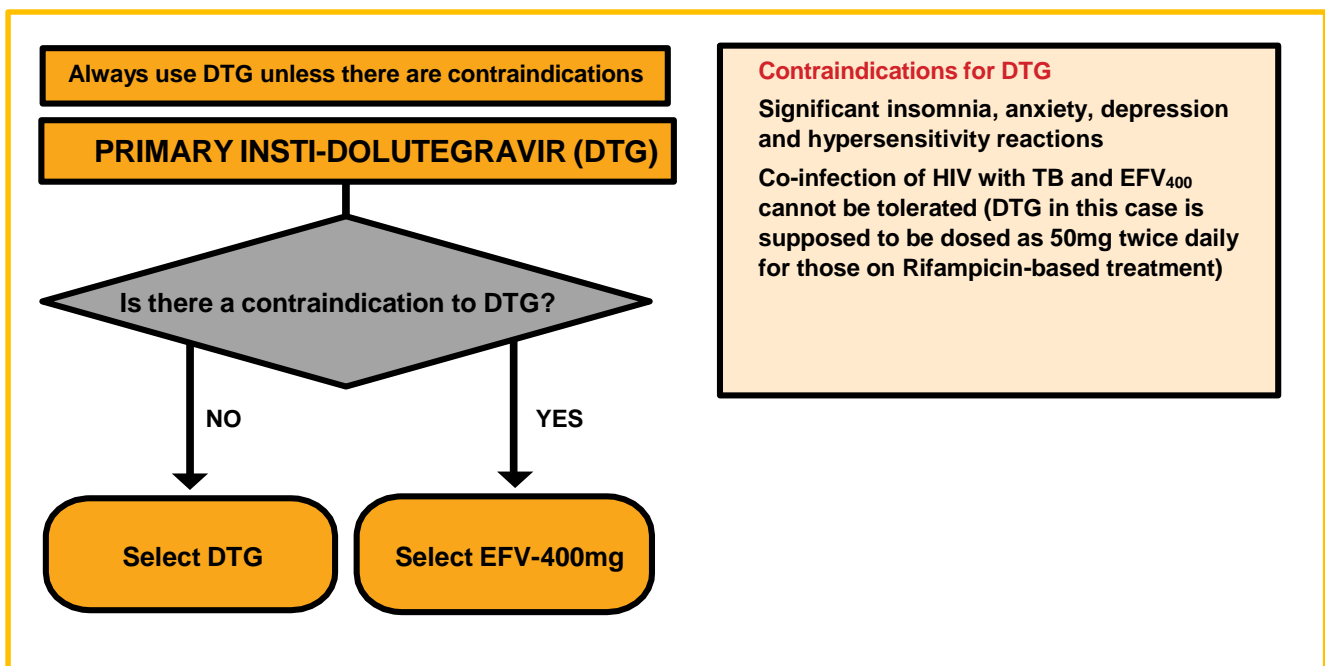 Always use DTG unless there are contraindications
PRIMARY INSTI-DOLUTEGRAVIR (DTG)
Is there a contraindication to DTG?
NO
YES
Select DTG
Select EFV-400mg
Contraindications for DTG
Significant insomnia, anxiety, depression
and hypersensitivity reactions
Co-infection of HIV with TB and EFV₄₀₀
cannot be tolerated (DTG in this case is
supposed to be dosed as 50mg twice daily
for those on Rifampicin-based treatment)